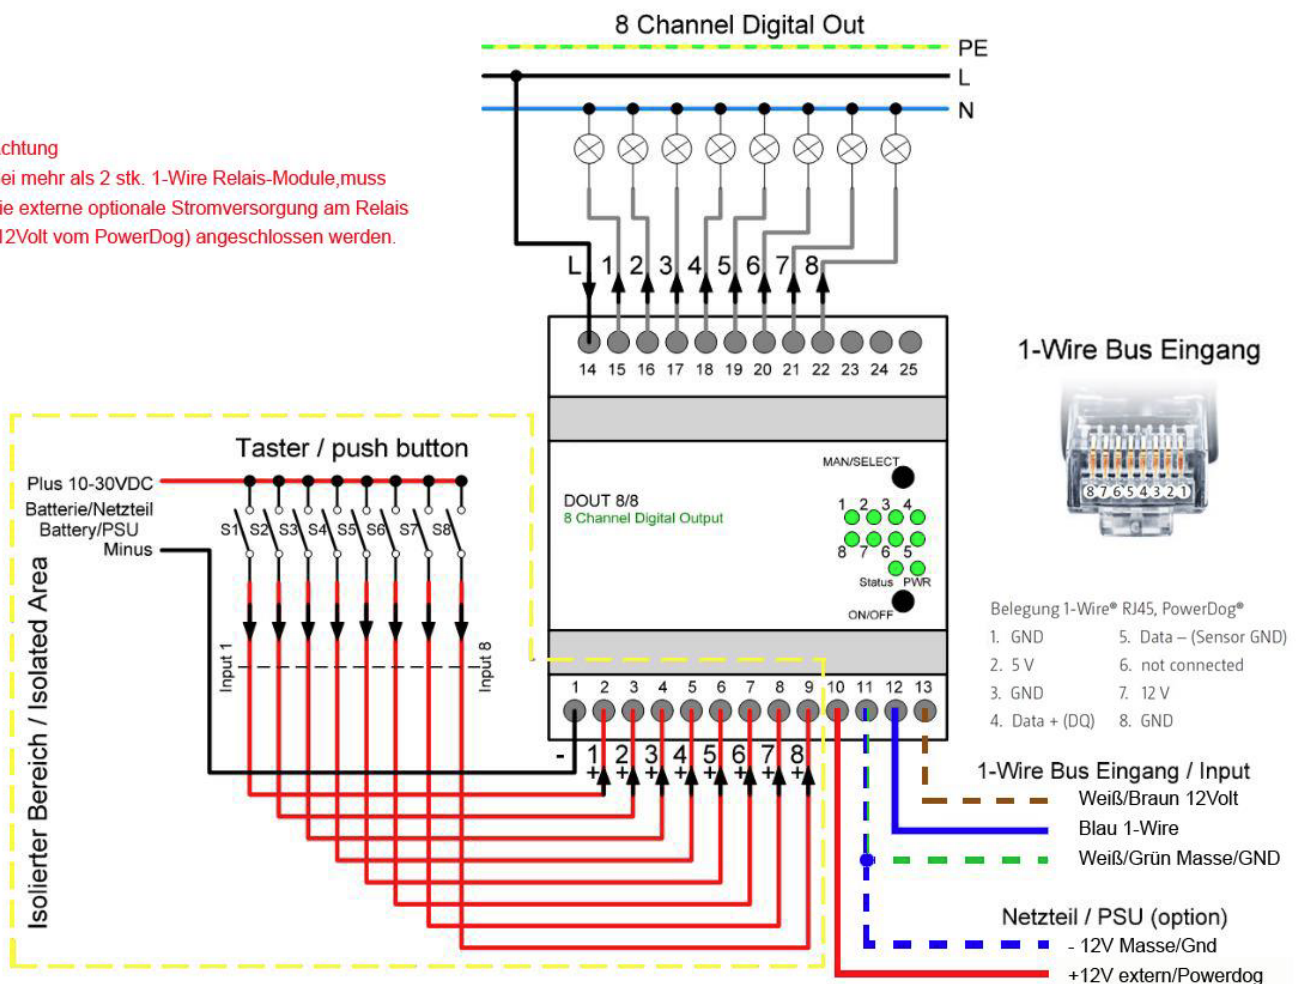 8 Channel Digital Out
PE
L
N
chtung
ei mehr als 2 stk. 1-Wire Relais-Module,muss
ie externe optionale Stromversorgung am Relais
12Volt vom PowerDog) angeschlossen werden.
L 1 2 3 4 5 6 7 8
14 15 16 17 18 19 20 21 22 23 24 25
1-Wire Bus Eingang
8 7 6 5 4 3 2 1
Taster / push button
Plus 10-30VDC
Batterie/Netzteil
Battery/PSU
Minus
S1 S2 S3 S4 S5 S6 S7 S8
Input 1
Input 8
Isolierter Bereich / Isolated Area
MAN/SELECT
DOUT 8/8
8 Channel Digital Output
1 2 3 4
8 7 6 5
Status PWR
ON/OFF
1 2 3 4 5 6 7 8 9 10 11 12 13
- 1 2 3 4 5 6 7 8
+ + + + + + + +
Belegung 1-Wire® RJ45, PowerDog®
1. GND 5. Data – (Sensor GND)
2. 5 V 6. not connected
3. GND 7. 12 V
4. Data + (DQ) 8. GND
1-Wire Bus Eingang / Input
Weiß/Braun 12Volt
Blau 1-Wire
Weiß/Grün Masse/GND
Netzteil / PSU (option)
- 12V Masse/Gnd
+12V extern/Powerdog